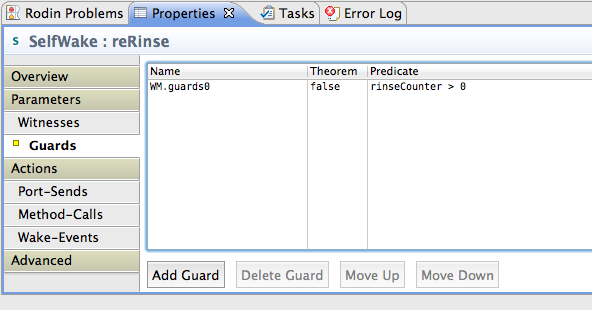 Rodin Problems Properties Tasks Error Log
S SelfWake : reRinse
Overview
Parameters
Witnesses
Guards
Actions
Port-Sends
Method-Calls
Wake-Events
Advanced
Name Theorem Predicate
WM.guards0 false rinseCounter > 0
Add Guard Delete Guard Move Up Move Down